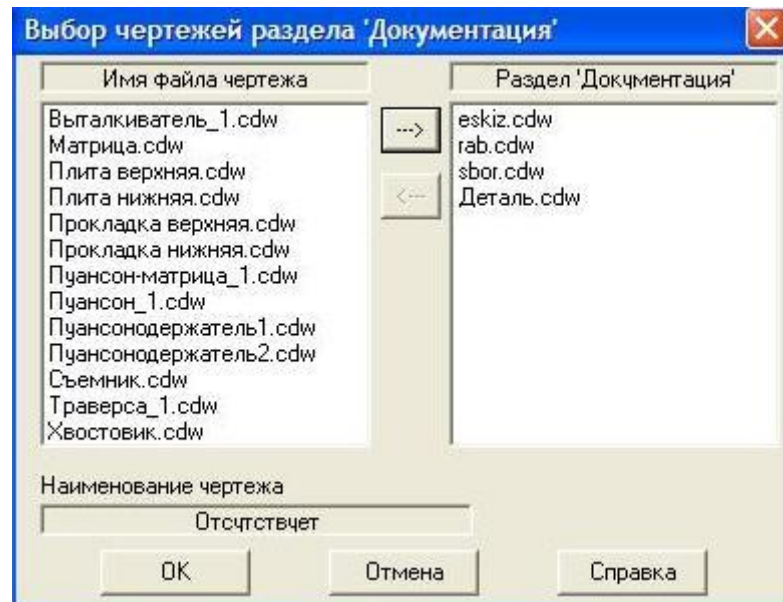 Выбор чертежей раздела 'Документация'
Имя файла чертежа
Выталкиватель_1.cdw
Матрица.cdw
Плита верхняя.cdw
Плита нижняя.cdw
Прокладка верхняя.cdw
Прокладка нижняя.cdw
Пуансон-матрица_1.cdw
Пуансон_1.cdw
Пуансонодержатель1.cdw
Пуансонодержатель2.cdw
Съемник.cdw
Траверса_1.cdw
Хвостовик.cdw
--->
<---
Раздел 'Документация'
eskiz.cdw
rab.cdw
sbor.cdw
Деталь.cdw
Наименование чертежа
Отсутствует
OK
Отмена
Справка